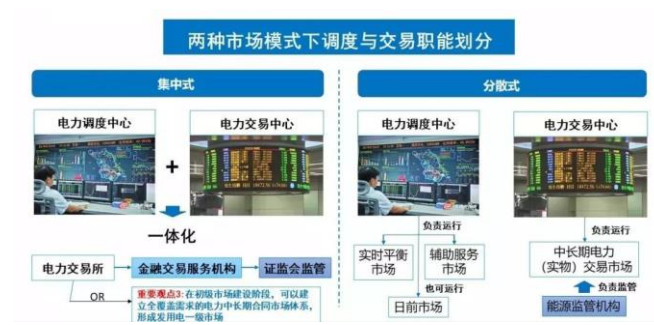 两种市场模式下调度与交易职能划分
集中式
分散式
电力调度中心
电力交易中心
+
一体化
电力交易所
金融交易服务机构
证监会监管
OR
重要观点3:在初级市场建设阶段，可以建
立全覆盖需求的电力中长期合同市场体系，
形成发用电一级市场
电力调度中心
电力交易中心
负责运行
实时平衡
市场
辅助服务
市场
也可运行
日前市场
负责运行
中长期电力
（实物）交易市场
负责监管
能源监管机构